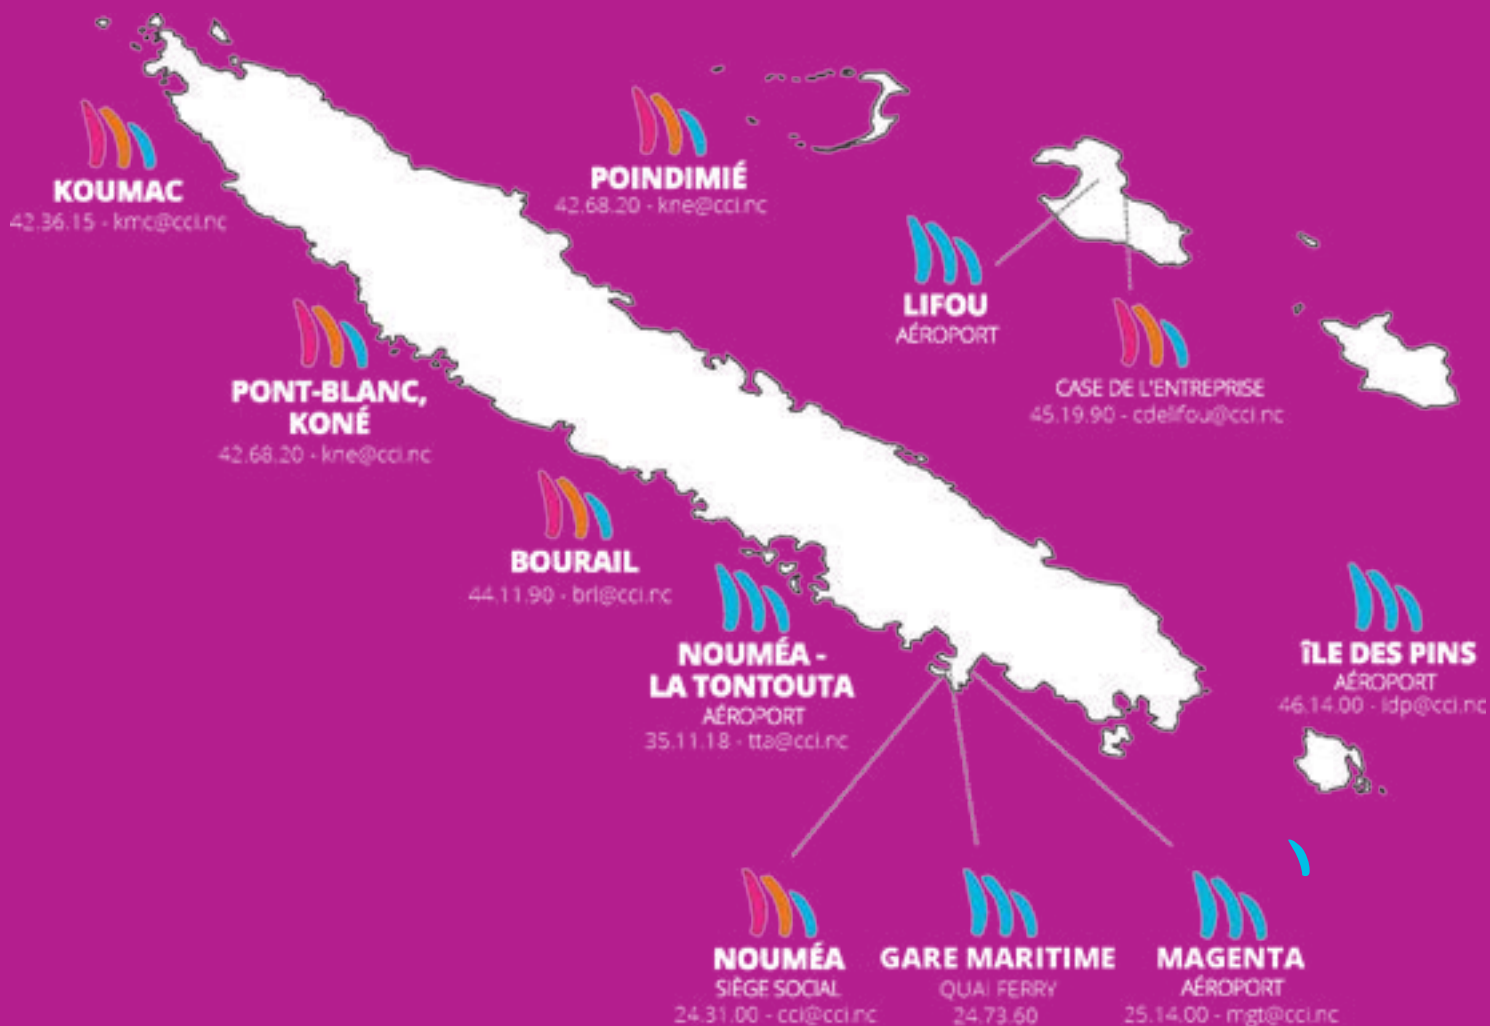 KOUMAC
42.36.15 - kmc@cci.nc
POINDIMIÉ
42.68.20 - kne@cci.nc
LIFOU
AÉROPORT
CASE DE L'ENTREPRISE
45.19.90 - cdelifou@cci.nc
PONT-BLANC,
KONÉ
42.68.20 - kne@cci.nc
BOURAIL
44.11.90 - brl@cci.nc
NOUMÉA -
LA TONTOUTA
AÉROPORT
35.11.18 - tta@cci.nc
ÎLE DES PINS
AÉROPORT
46.14.00 - idp@cci.nc
NOUMÉA
SIÈGE SOCIAL
24.31.00 - cci@cci.nc
GARE MARITIME
QUAI FERRY
24.73.60
MAGENTA
AÉROPORT
25.14.00 - mgt@cci.nc